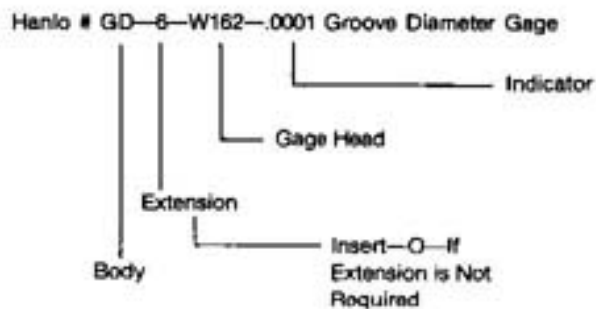 Hanlo # GD—6—W162—.0001 Groove Diameter Gage
Indicator
Gage Head
Extension
Insert—O—If
Extension is Not
Required
Body